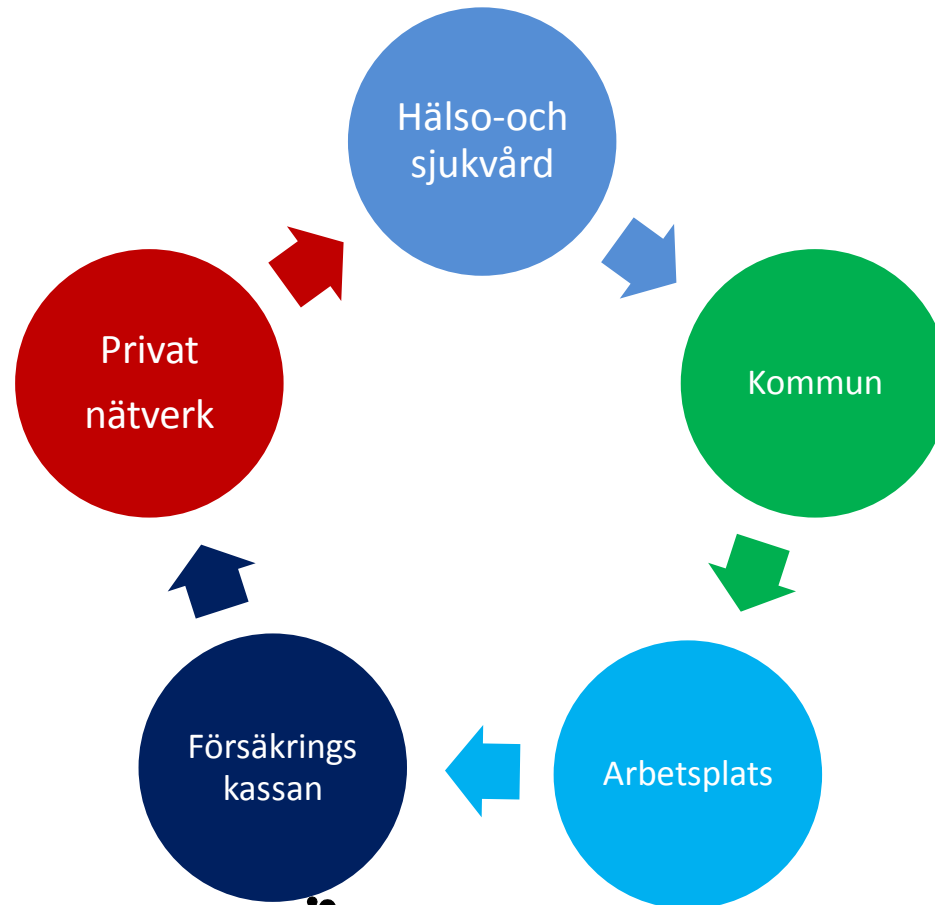 Hälso-och
sjukvård
Privat
nätverk
Kommun
Försäkrings
kassan
Arbetsplats